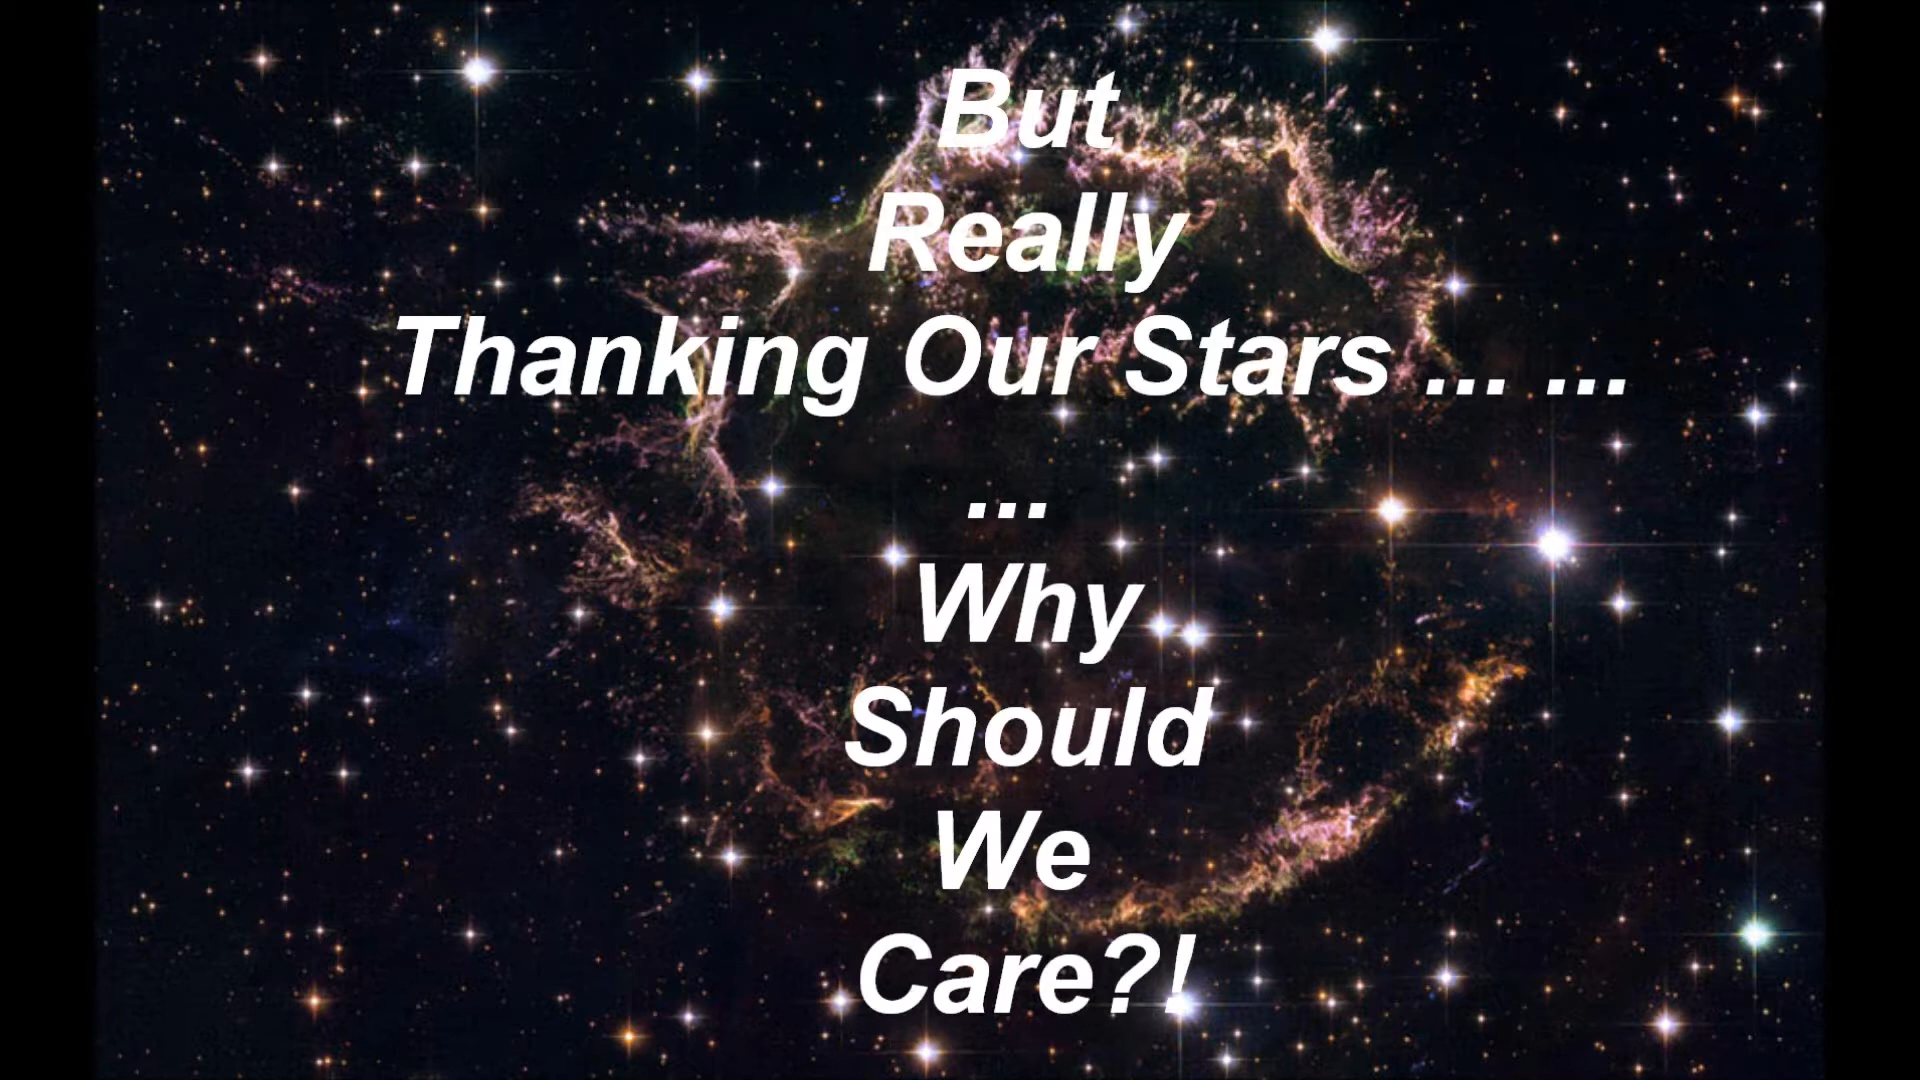 But
Really
Thanking Our Stars ... ...
...
Why
Should
We
Care?!